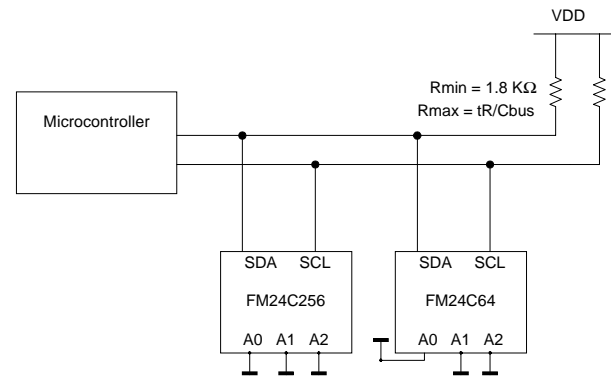 VDD
Rmin = 1.8 KΩ
Rmax = tR/Cbus
Microcontroller
SDA SCL
FM24C256
A0 A1 A2
SDA SCL
FM24C64
A0 A1 A2